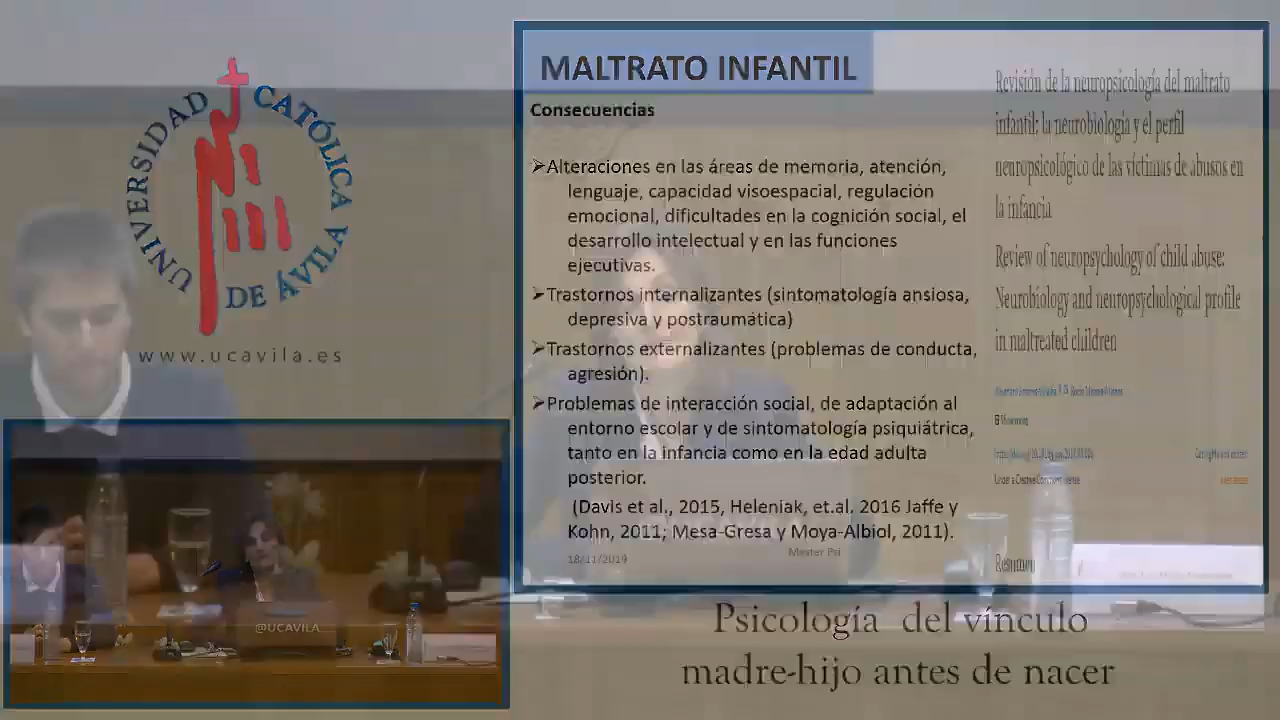 UNIVERSIDAD CATÓLICA DE ÁVILA
www.ucavila.es
@UCAVILA
MALTRATO INFANTIL
Consecuencias
➢Alteraciones en las áreas de memoria, atención,
lenguaje, capacidad visoespacial, regulación
emocional, dificultades en la cognición social, el
desarrollo intelectual y en las funciones
ejecutivas.
➢Trastornos internalizantes (sintomatología ansiosa,
depresiva y postraumática)
➢Trastornos externalizantes (problemas de conducta,
agresión).
➢Problemas de interacción social, de adaptación al
entorno escolar y de sintomatología psiquiátrica,
tanto en la infancia como en la edad adulta
posterior.
(Davis et al., 2015, Heleniak, et.al. 2016 Jaffe y
Kohn, 2011; Mesa-Gresa y Moya-Albiol, 2011).
18/11/2019
Master Psi
Revisión de la neuropsicología del maltrato
infantil: la neurobiología y el perfil
neuropsicológico de las víctimas de abusos en
la infancia
Review of neuropsychology of child abuse:
Neurobiology and neuropsychological profile
in maltreated children
Under a Creative Commons license
Resumen
Psicología del vínculo
madre-hijo antes de nacer